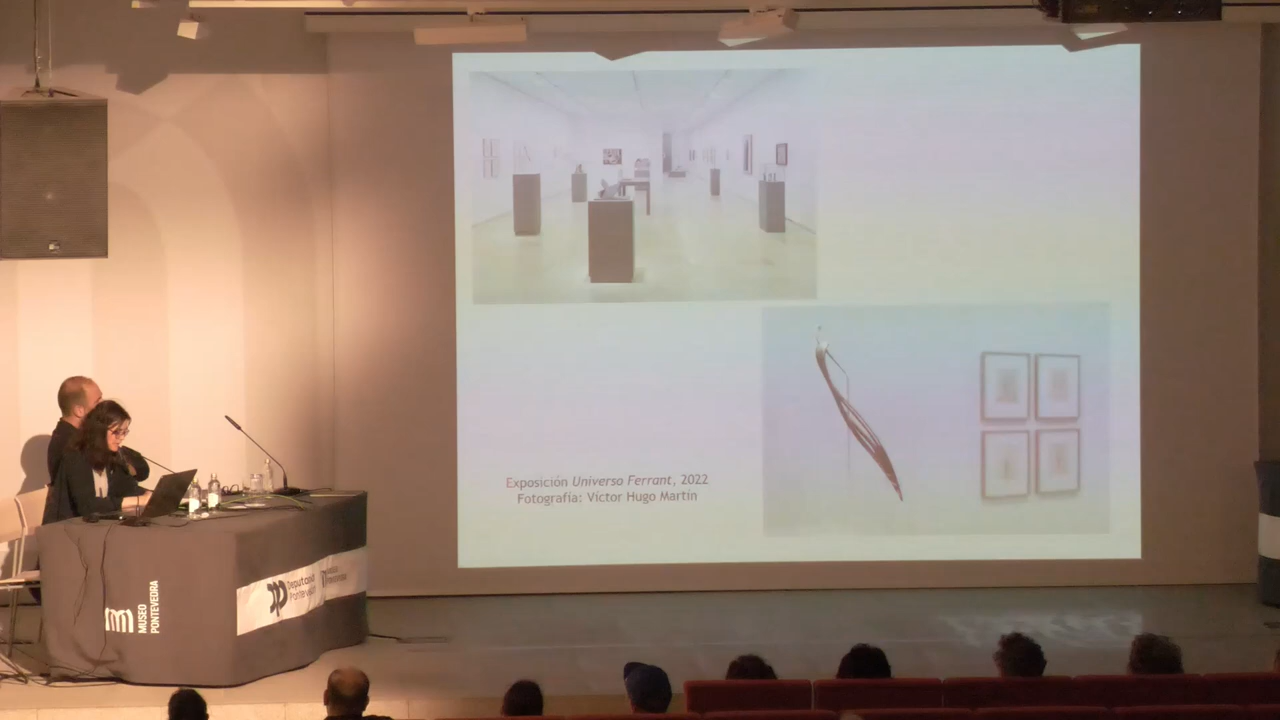 Exposición Universo Ferrant, 2022
Fotografía: Víctor Hugo Martín
MUSEO
PONTEVEDRA
Deputación
Pontevedra